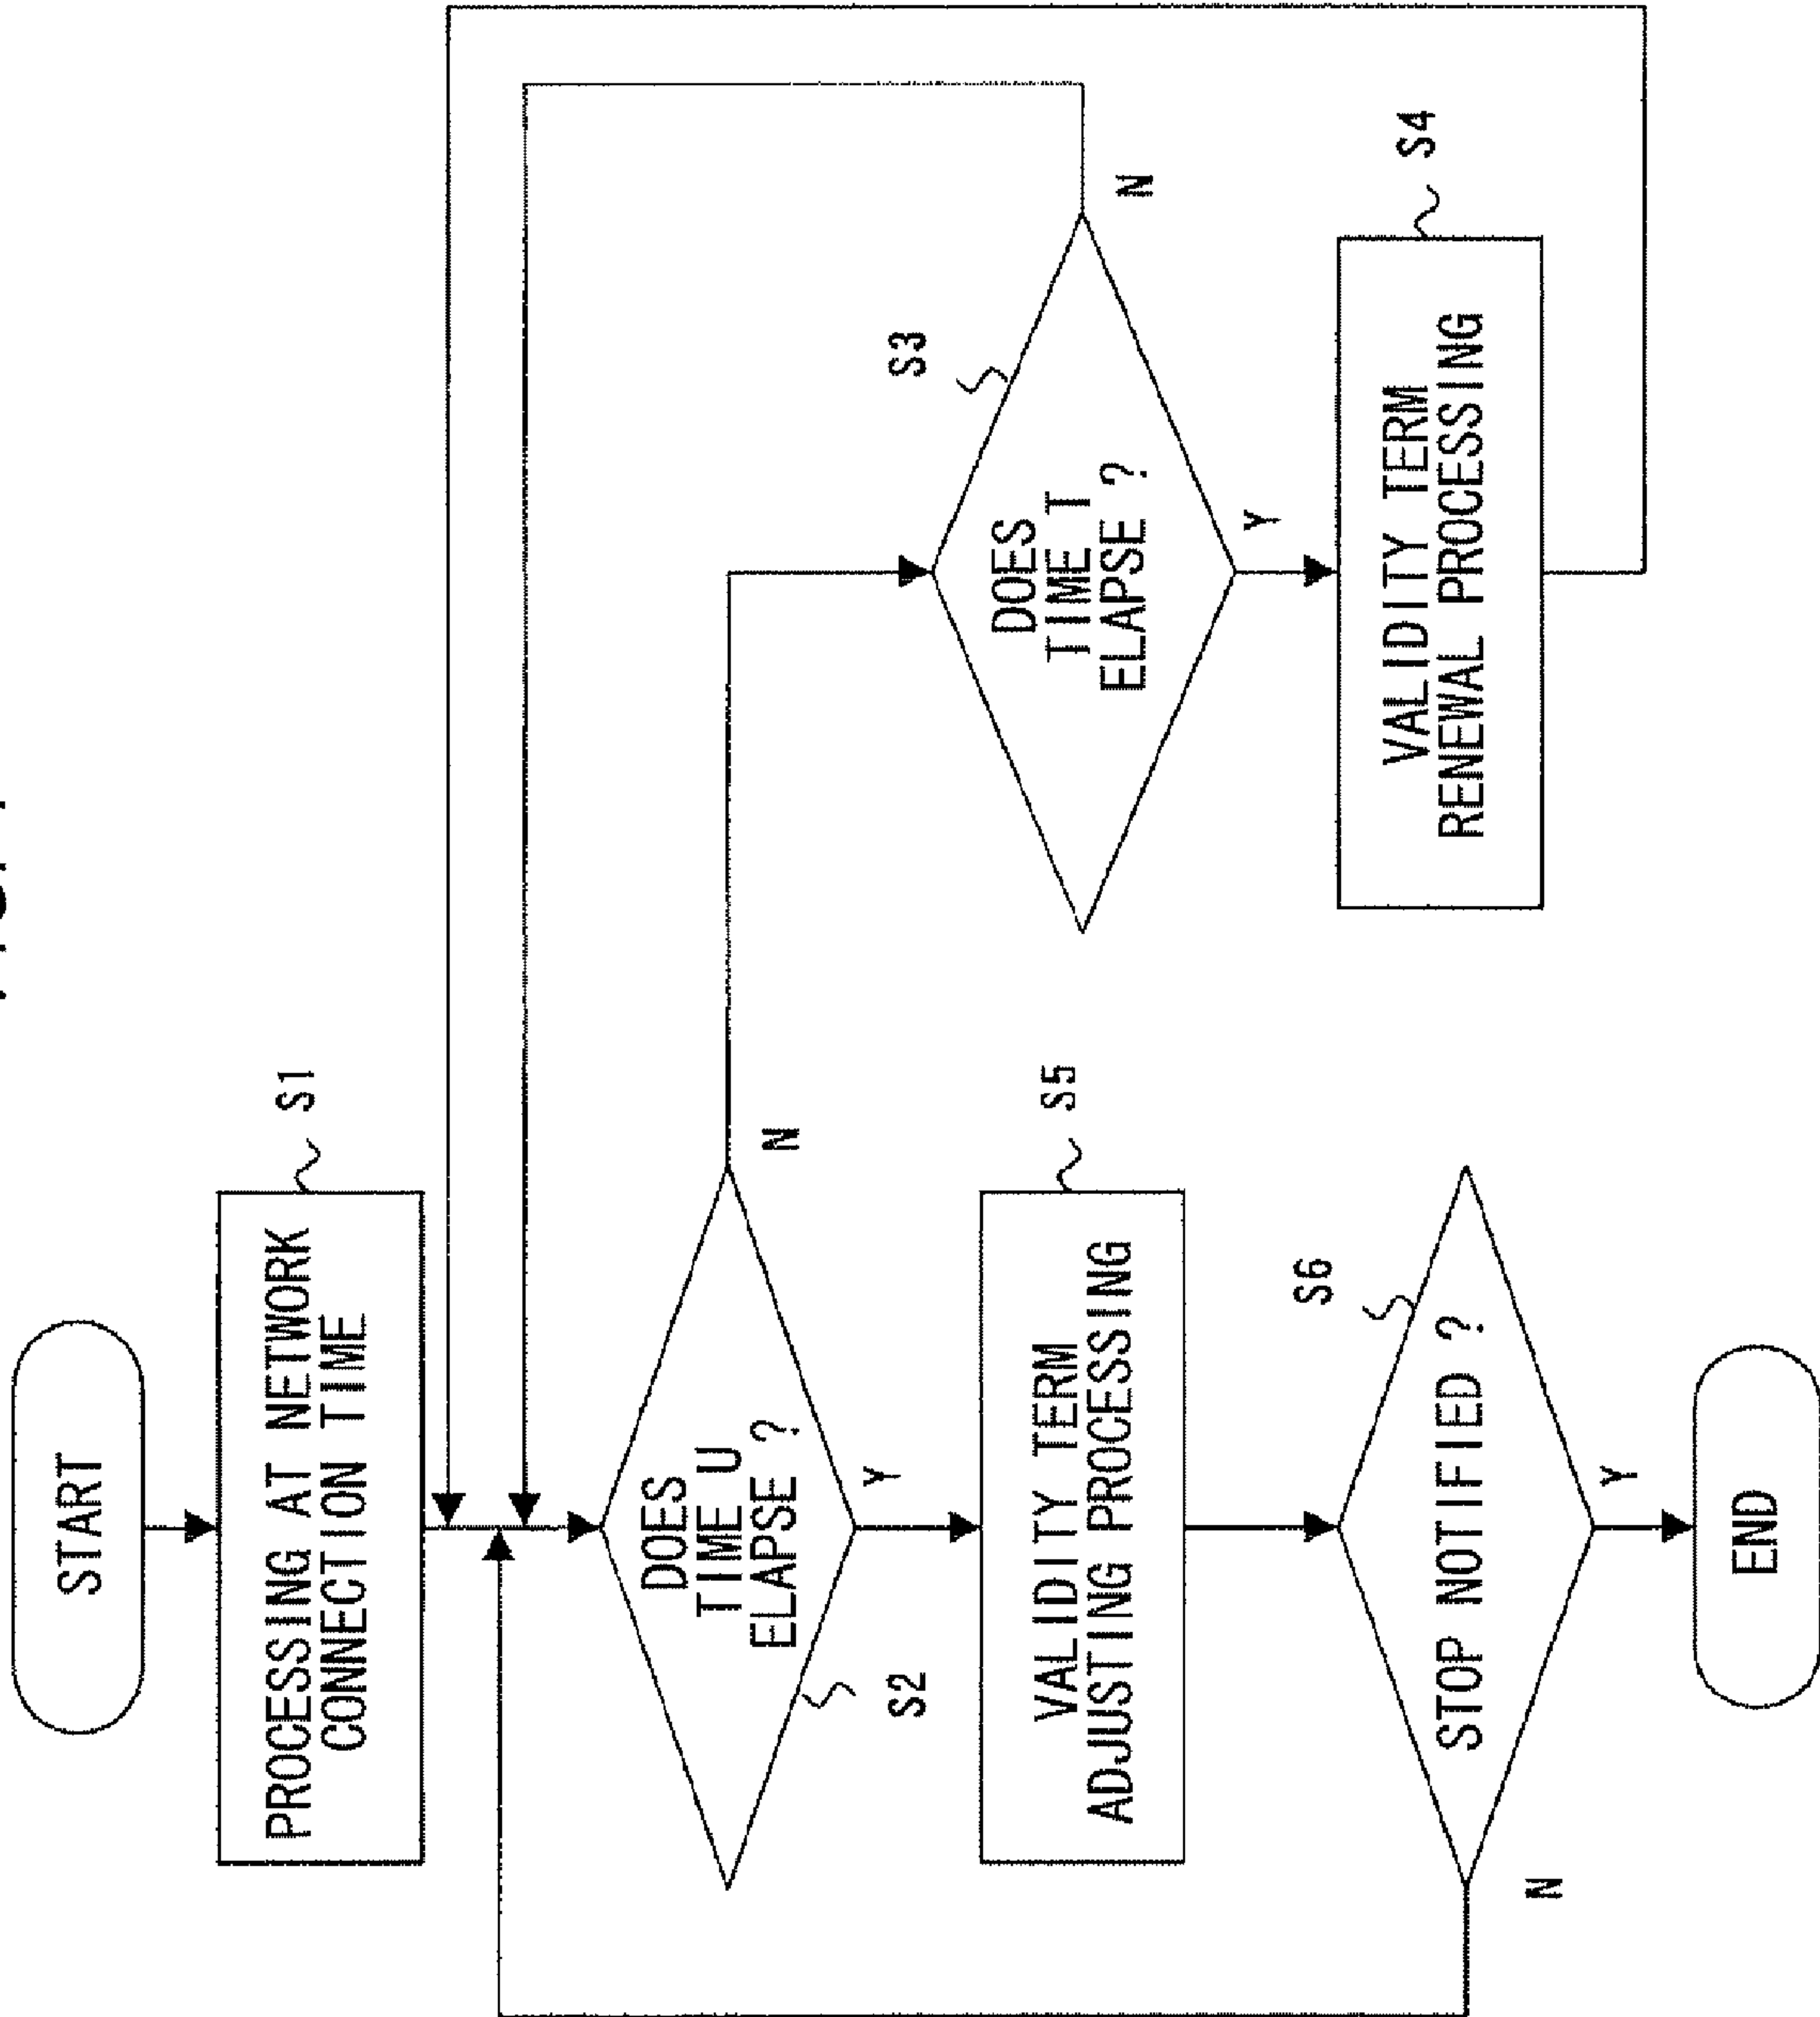 START
PROCESSING AT NETWORK
CONNECTION TIME
S1
DOES
TIME U
ELAPSE ?
S2
N
Y
DOES
TIME T
ELAPSE ?
S3
N
Y
VALIDITY TERM
RENEWAL PROCESSING
S4
VALIDITY TERM
ADJUSTING PROCESSING
S5
STOP NOTIFIED ?
S6
N
Y
END